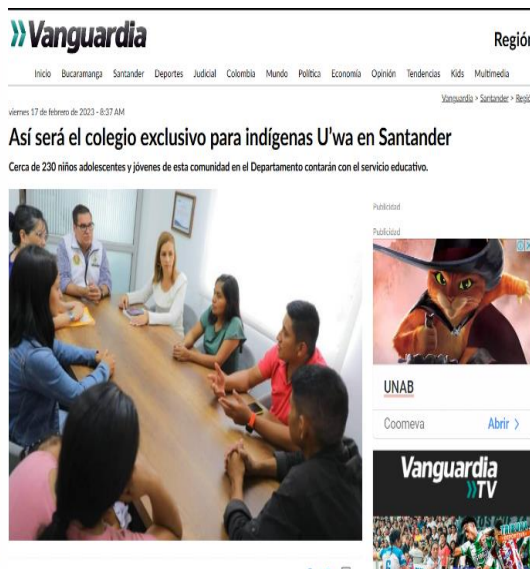 Vanguardia
Región
Inicio Bucaramanga Santander Deportes Judicial Colombia Mundo Política Economía Opinión Tendencias Kids Multimedia
Vanguardia > Santander > Regió
viernes 17 de febrero de 2023 - 8:37 AM
Así será el colegio exclusivo para indígenas U'wa en Santander
Cerca de 230 niños adolescentes y jóvenes de esta comunidad en el Departamento contarán con el servicio educativo.
Publicidad
Publicidad
UNAB
Coomeva Abrir >
Vanguardia
TV